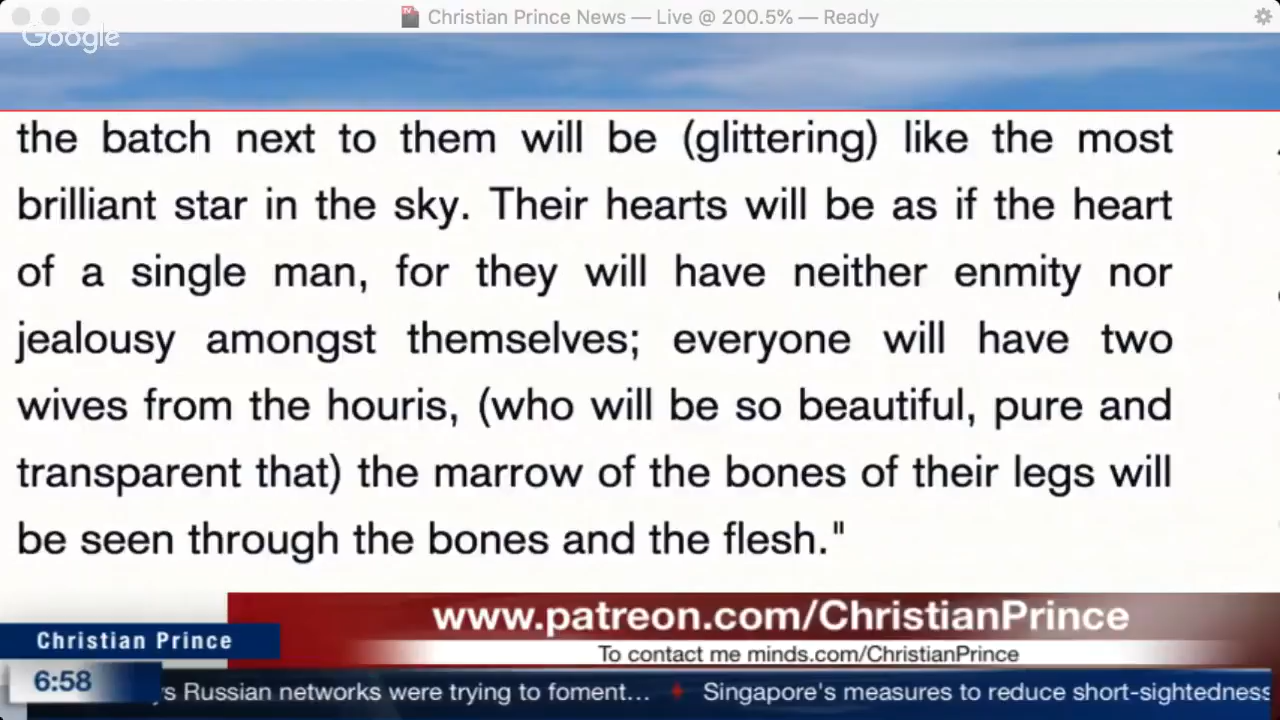 Christian Prince News — Live @ 200.5% — Ready
Google
the batch next to them will be (glittering) like the most
brilliant star in the sky. Their hearts will be as if the heart
of a single man, for they will have neither enmity nor
jealousy amongst themselves; everyone will have two
wives from the houris, (who will be so beautiful, pure and
transparent that) the marrow of the bones of their legs will
be seen through the bones and the flesh."
www.patreon.com/ChristianPrince
Christian Prince
To contact me minds.com/ChristianPrince
6:58
Russian networks were trying to foment... ♦ Singapore's measures to reduce short-sightedness